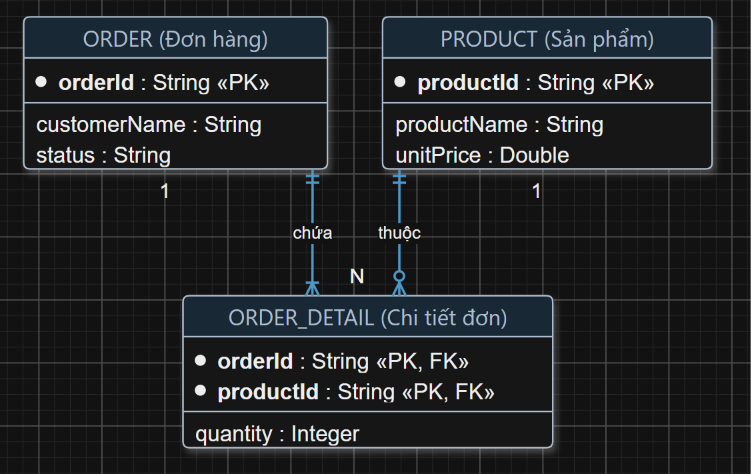 ORDER (Đơn hàng)
orderId : String «PK»
customerName : String
status : String
PRODUCT (Sản phẩm)
productId : String «PK»
productName : String
unitPrice : Double
1
1
chứa
thuộc
N
ORDER_DETAIL (Chi tiết đơn)
orderId : String «PK, FK»
productId : String «PK, FK»
quantity : Integer